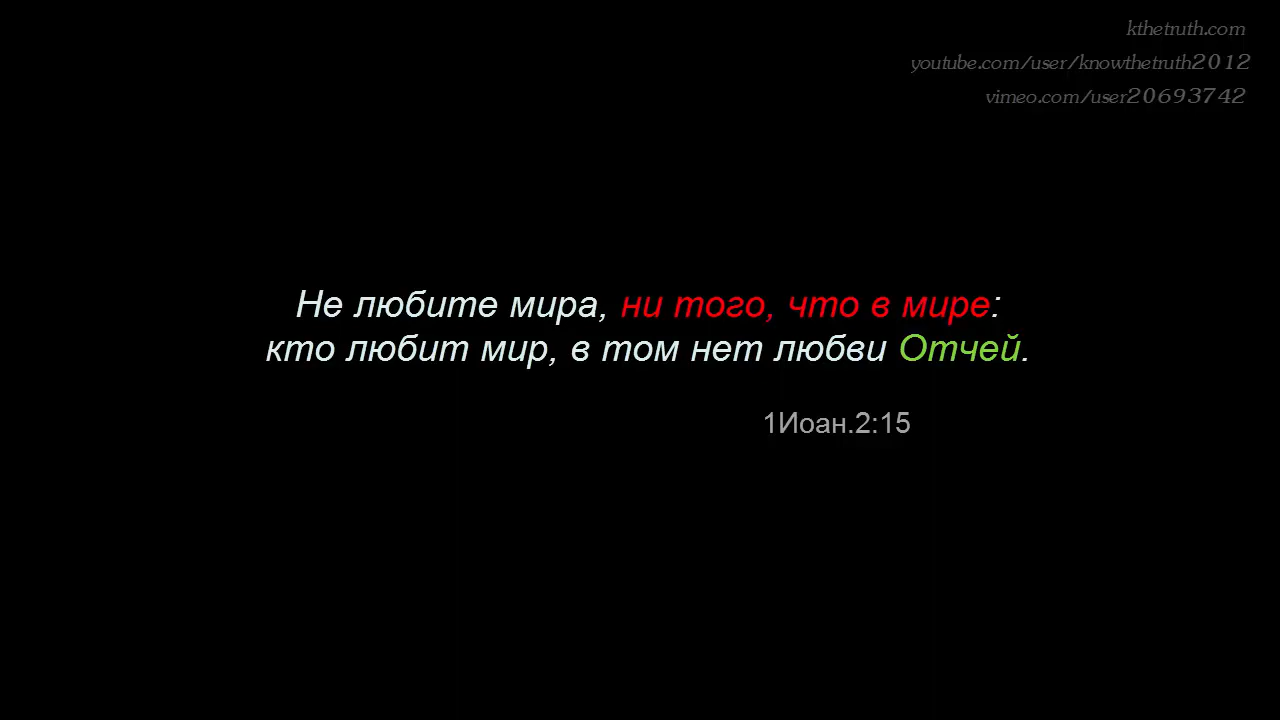 kthetruth.com
youtube.com/user/knowthetruth2012
vimeo.com/user20693742
Не любите мира, ни того, что в мире:
кто любит мир, в том нет любви Отчей.
1Иоан.2:15